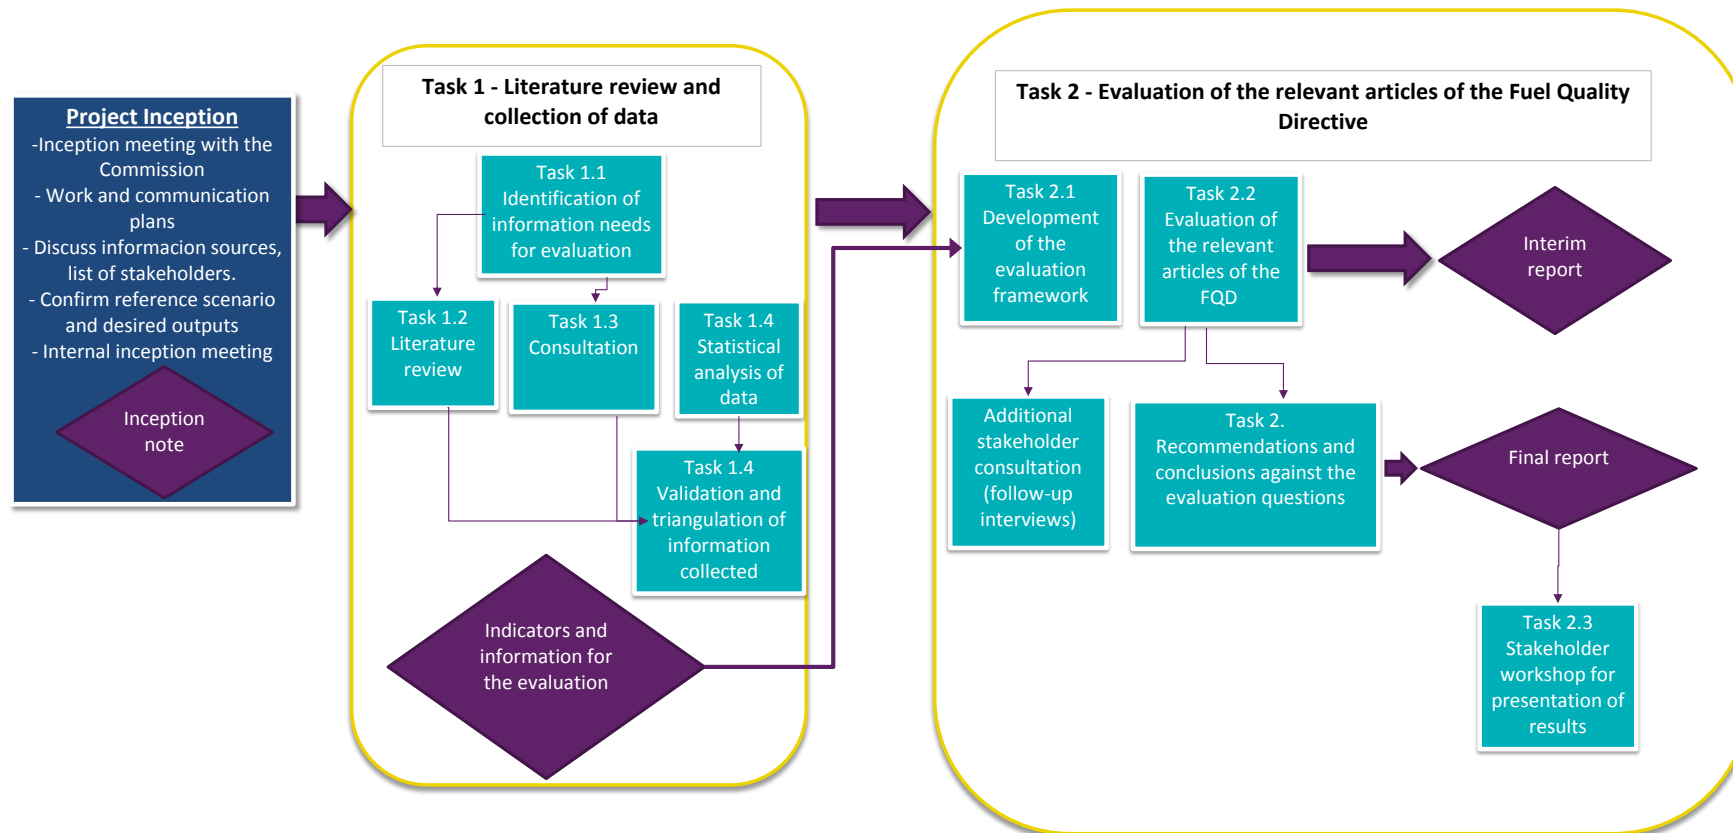 Project Inception
-Inception meeting with the
Commission
- Work and communication
plans
- Discuss informacion sources,
list of stakeholders.
- Confirm reference scenario
and desired outputs
- Internal inception meeting
Inception
note
Task 1 - Literature review and
collection of data
Task 1.1
Identification of
information needs
for evaluation
Task 1.2
Literature
review
Task 1.3
Consultation
Task 1.4
Statistical
analysis of
data
Task 1.4
Validation and
triangulation of
information
collected
Indicators and
information for
the evaluation
Task 2 - Evaluation of the relevant articles of the Fuel Quality
Directive
Task 2.1
Development
of the
evaluation
framework
Task 2.2
Evaluation of
the relevant
articles of the
FQD
Interim
report
Additional
stakeholder
consultation
(follow-up
interviews)
Task 2.
Recommendations and
conclusions against the
evaluation questions
Final report
Task 2.3
Stakeholder
workshop for
presentation of
results